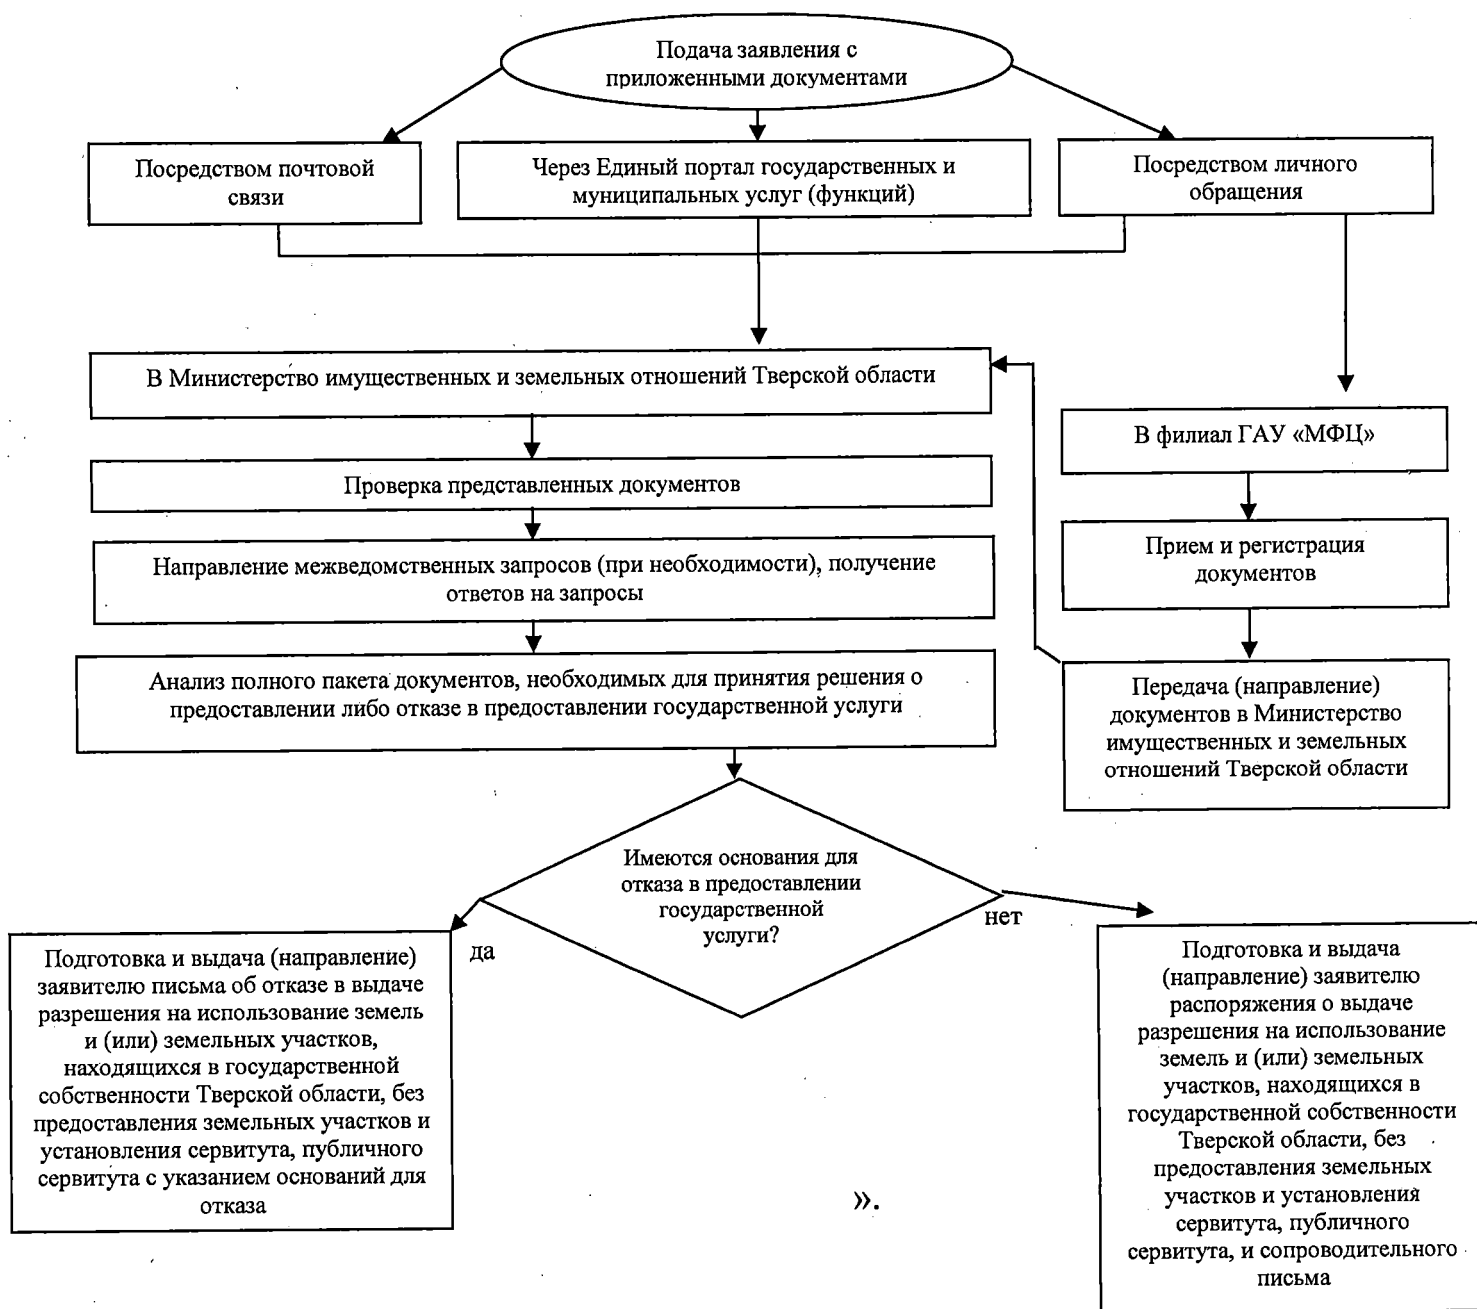 Подача заявления с
приложенными документами
Посредством почтовой
связи
Через Единый портал государственных и
муниципальных услуг (функций)
Посредством личного
обращения
В Министерство имущественных и земельных отношений Тверской области
В филиал ГАУ «МФЦ»
Проверка представленных документов
Прием и регистрация
документов
Направление межведомственных запросов (при необходимости), получение
ответов на запросы
Анализ полного пакета документов, необходимых для принятия решения о
предоставлении либо отказе в предоставлении государственной услуги
Передача (направление)
документов в Министерство
имущественных и земельных
отношений Тверской области
Имеются основания для
отказа в предоставлении
государственной
услуги?
да
нет
Подготовка и выдача (направление)
заявителю письма об отказе в выдаче
разрешения на использование земель
и (или) земельных участков,
находящихся в государственной
собственности Тверской области, без
предоставления земельных участков и
установления сервитута, публичного
сервитута с указанием оснований для
отказа
Подготовка и выдача
(направление) заявителю
распоряжения о выдаче
разрешения на использование
земель и (или) земельных
участков, находящихся в
государственной собственности
Тверской области, без
предоставления земельных
участков и установления
сервитута, публичного
сервитута, и сопроводительного
письма
».